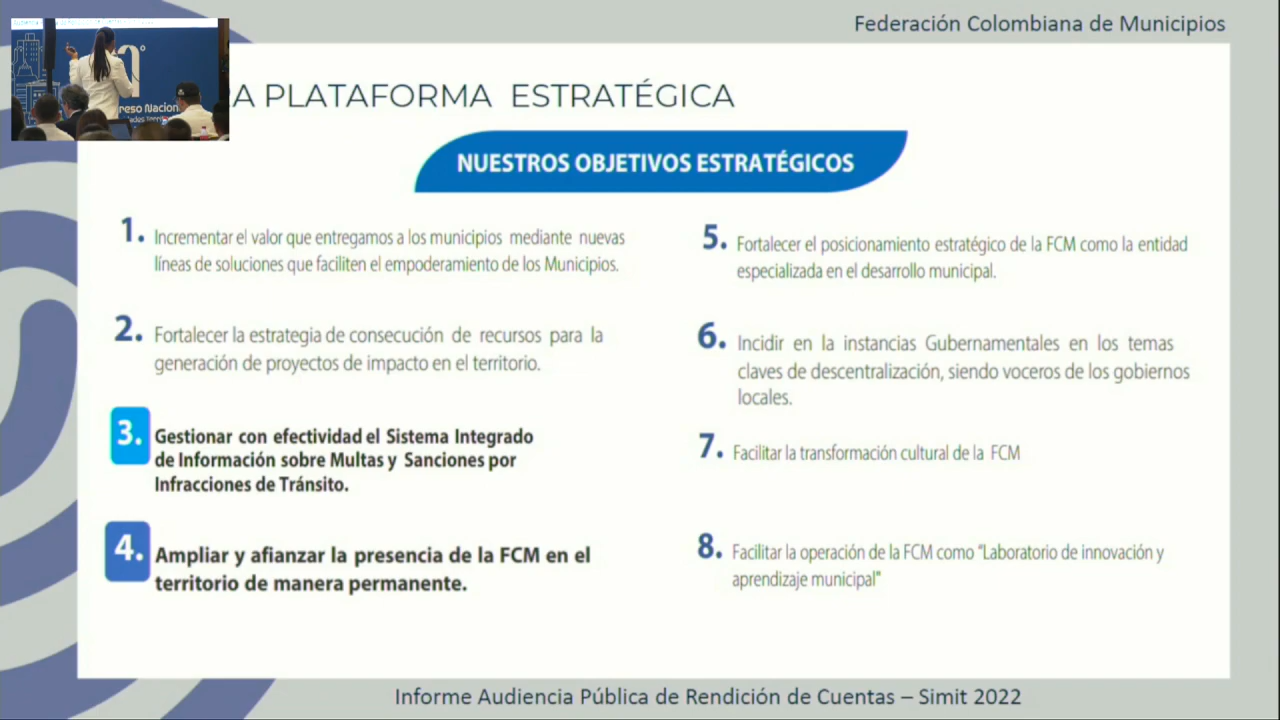 Federación Colombiana de Municipios
A PLATAFORMA ESTRATÉGICA
NUESTROS OBJETIVOS ESTRATÉGICOS
1. Incrementar el valor que entregamos a los municipios mediante nuevas
líneas de soluciones que faciliten el empoderamiento de los Municipios.
2. Fortalecer la estrategia de consecución de recursos para la
generación de proyectos de impacto en el territorio.
3. Gestionar con efectividad el Sistema Integrado
de Información sobre Multas y Sanciones por
Infracciones de Tránsito.
4. Ampliar y afianzar la presencia de la FCM en el
territorio de manera permanente.
5. Fortalecer el posicionamiento estratégico de la FCM como la entidad
especializada en el desarrollo municipal.
6. Incidir en la instancias Gubernamentales en los temas
claves de descentralización, siendo voceros de los gobiernos
locales.
7. Facilitar la transformación cultural de la FCM
8. Facilitar la operación de la FCM como "Laboratorio de innovación y
aprendizaje municipal"
Informe Audiencia Pública de Rendición de Cuentas – Simit 2022